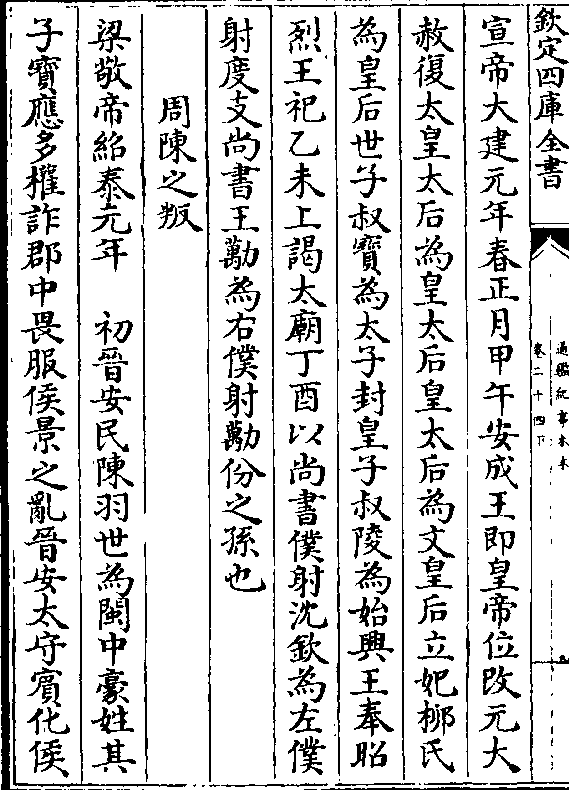 欽定四庫全書
通鑑紀事本末
卷二十四下
宣帝大建元年春正月甲午安成王即皇帝位改元大
赦復太皇太后為皇太后皇太后為文皇后立妃栁氏
為皇后世子叔寶為太子封皇子叔陵為始興王奉昭
烈王祀乙未上謁太廟丁酉以尚書僕射沈欽為左僕
射度支尚書王勱為右僕射勱份之孫也
周陳之叛
梁敬帝紹泰元年 初晉安民陳羽世為閩中豪姓其
子寶應多權詐郡中畏服侯景之亂晉安太守賓化侯